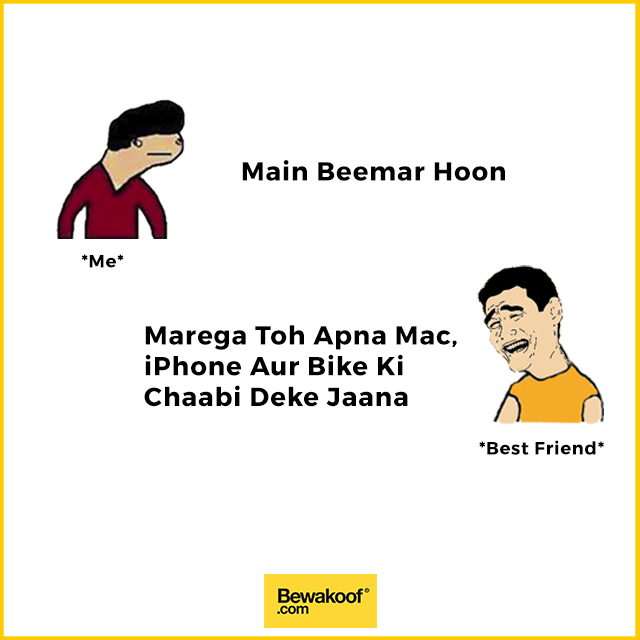 Main Beemar Hoon
*Me*
Marega Toh Apna Mac,
iPhone Aur Bike Ki
Chaabi Deke Jaana
*Best Friend*
Bewakoof®
.com